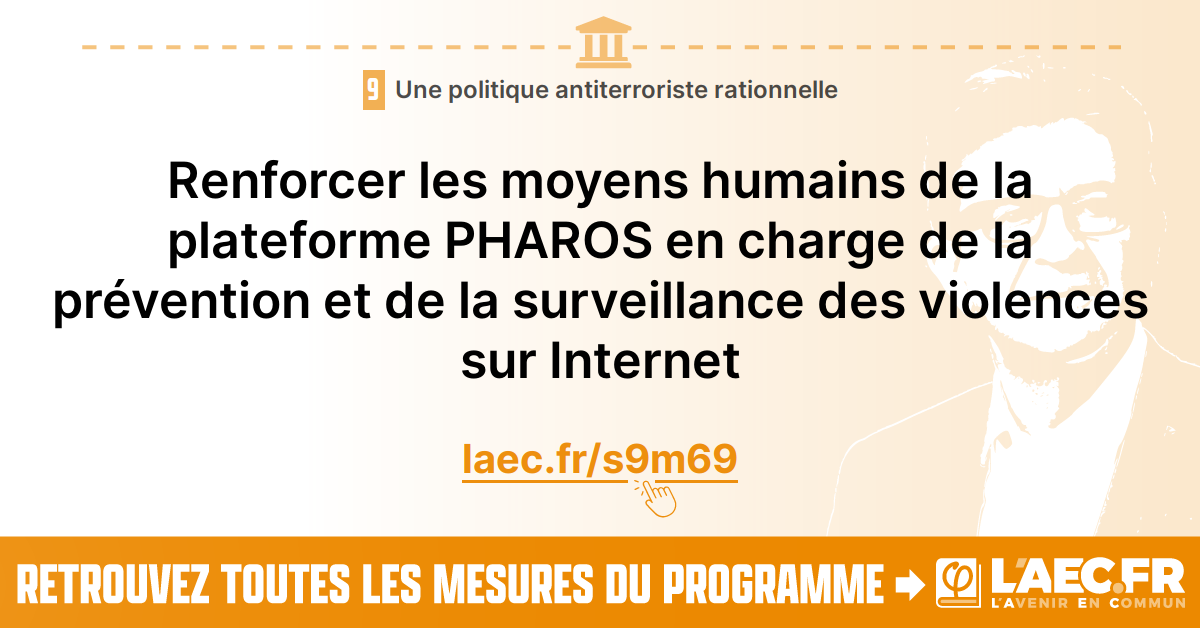 9 Une politique antiterroriste rationnelle
Renforcer les moyens humains de la
plateforme PHAROS en charge de la
prévention et de la surveillance des violences
sur Internet
laec.fr/s9m69
RETROUVEZ TOUTES LES MESURES DU PROGRAMME
φ L'AEC.FR
L'AVENIR EN COMMUN